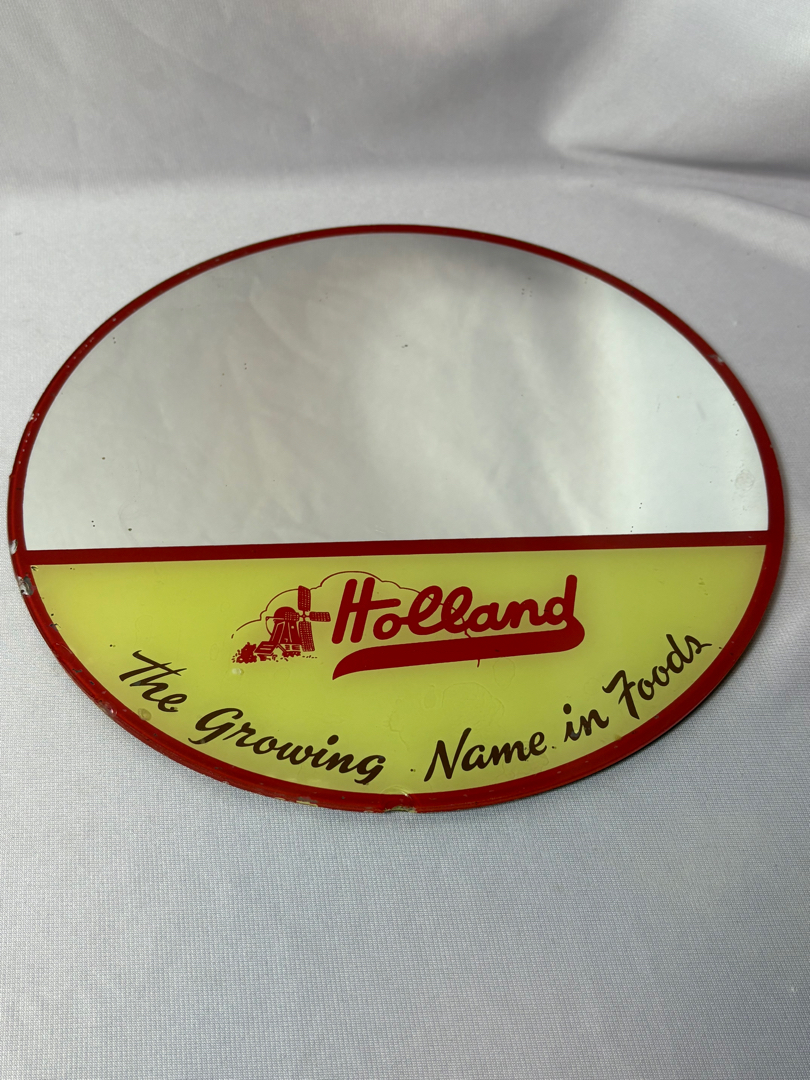 Holland
The Growing Name in Foods